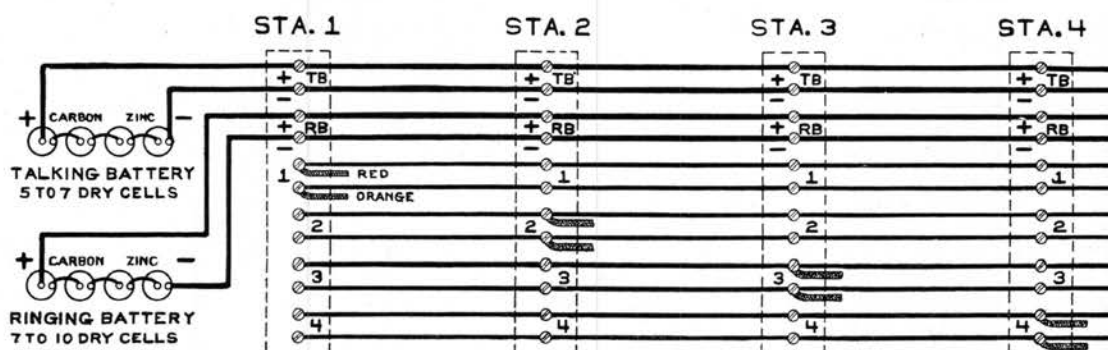 STA. 1 STA. 2 STA. 3 STA. 4
+ TB + TB + TB + TB
− − − −
+ CARBON ZINC − + RB + RB + RB + RB
− − − −
TALKING BATTERY
5 TO 7 DRY CELLS
1 RED 1 1 1
ORANGE
2 2 2 2
+ CARBON ZINC − 3 3 3 3
RINGING BATTERY
7 TO 10 DRY CELLS
4 4 4 4